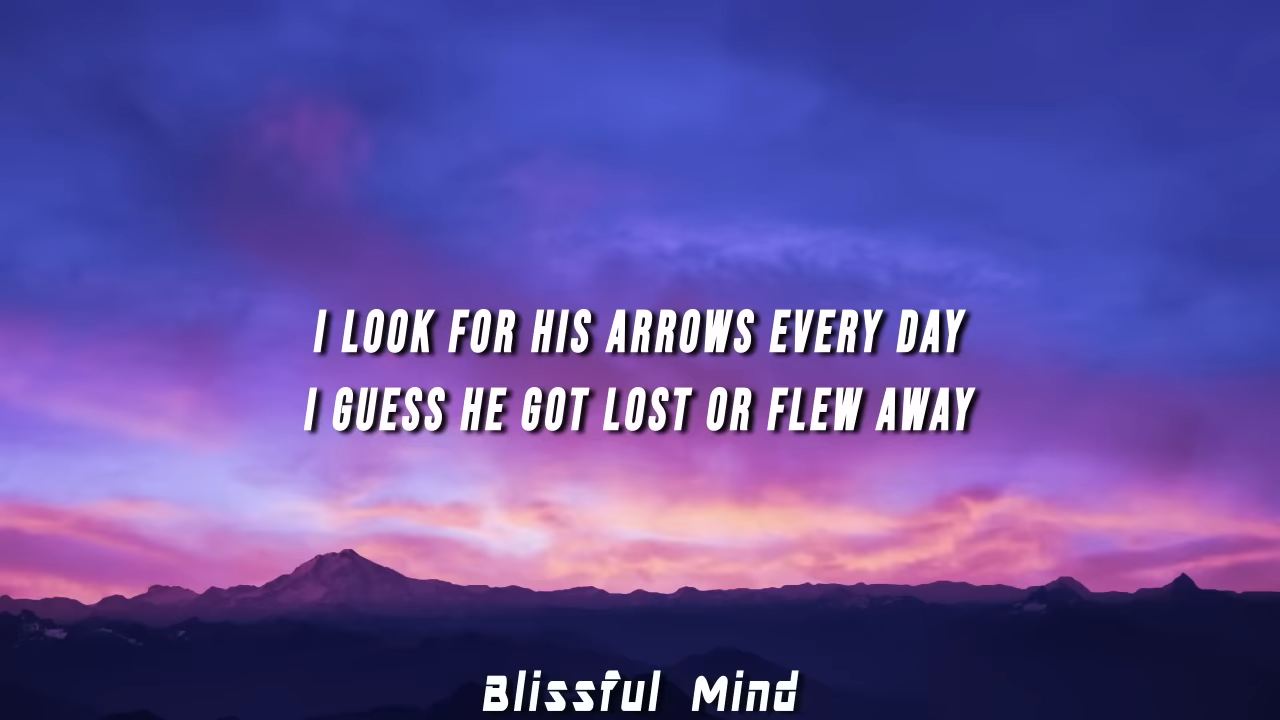 I LOOK FOR HIS ARROWS EVERY DAY
I GUESS HE GOT LOST OR FLEW AWAY
Blissful Mind